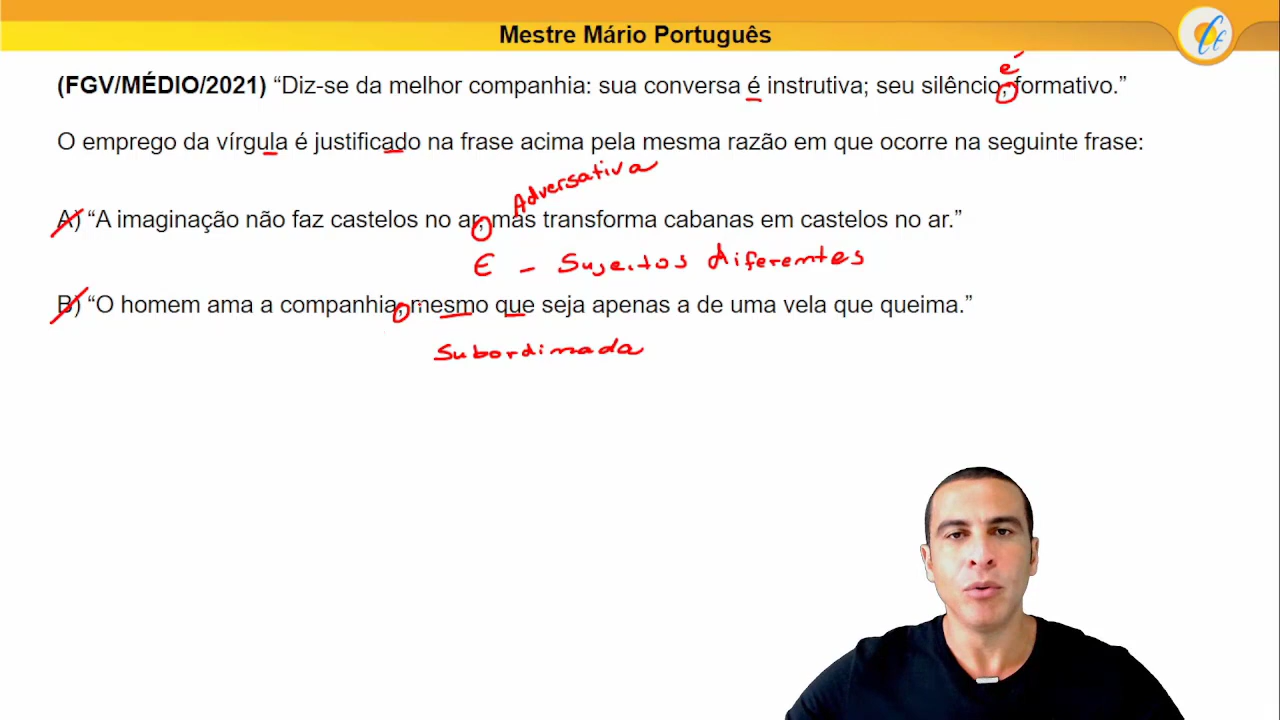 Mestre Mário Português
é
(FGV/MÉDIO/2021) “Diz-se da melhor companhia: sua conversa é instrutiva; seu silêncio, formativo.”
O emprego da vírgula é justificado na frase acima pela mesma razão em que ocorre na seguinte frase:
Adversativa
A) “A imaginação não faz castelos no ar, mas transforma cabanas em castelos no ar.”
E - Sujeitos diferentes
B) “O homem ama a companhia, mesmo que seja apenas a de uma vela que queima.”
Subordinada